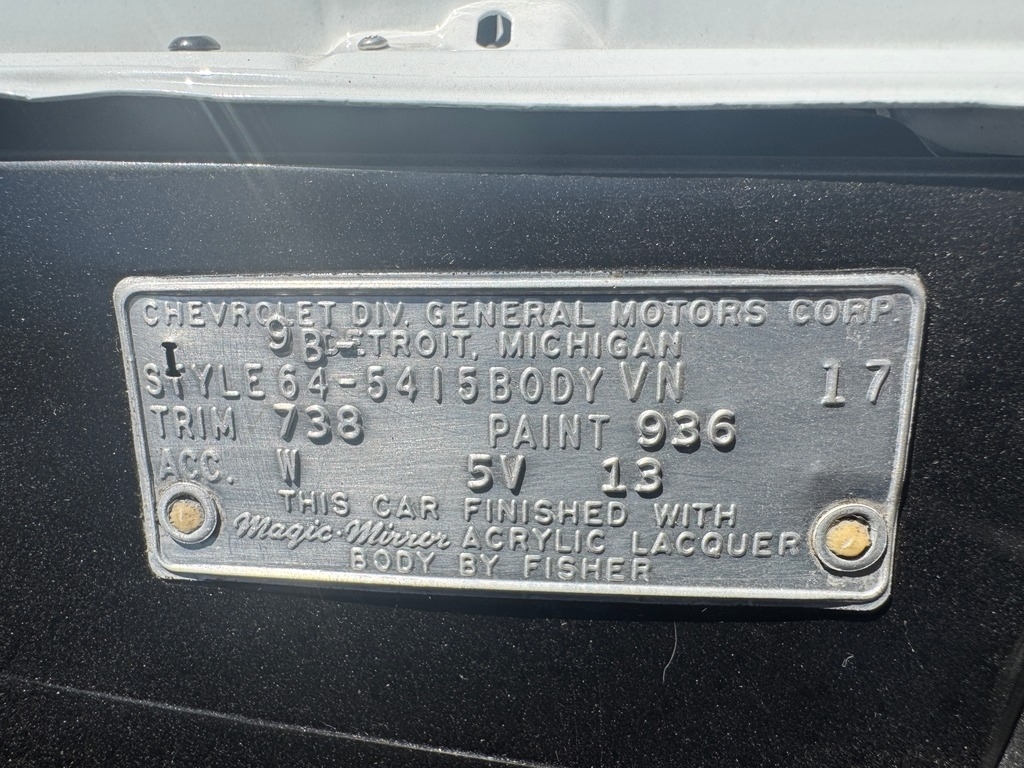 CHEVROLET DIV. GENERAL MOTORS CORP.
9B DETROIT, MICHIGAN
STYLE 64-5415 BODY VN 17
TRIM 738 PAINT 936
ACC. W 5V 13
THIS CAR FINISHED WITH
Magic-Mirror ACRYLIC LACQUER
BODY BY FISHER